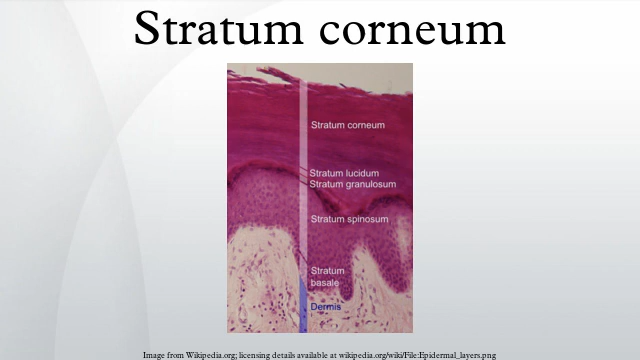 Stratum corneum
Stratum corneum
Stratum lucidum
Stratum granulosum
Stratum spinosum
Stratum
basale
Dermis
Image from Wikipedia.org; licensing details available at wikipedia.org/wiki/File:Epidermal_layers.png